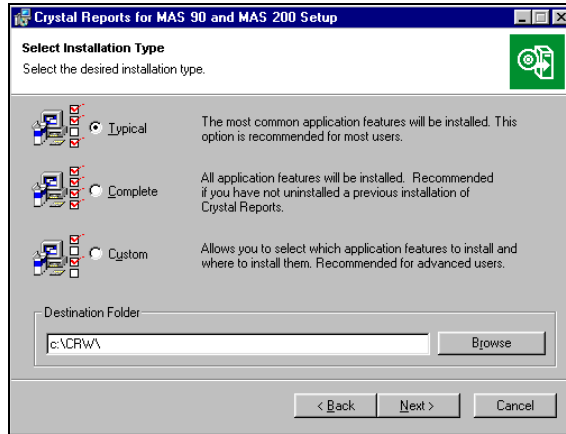 Crystal Reports for MAS 90 and MAS 200 Setup
Select Installation Type
Select the desired installation type.
Typical
The most common application features will be installed. This
option is recommended for most users.
Complete
All application features will be installed. Recommended
if you have not uninstalled a previous installation of
Crystal Reports.
Custom
Allows you to select which application features to install and
where to install them. Recommended for advanced users.
Destination Folder
c:\CRW\
Browse
< Back
Next >
Cancel